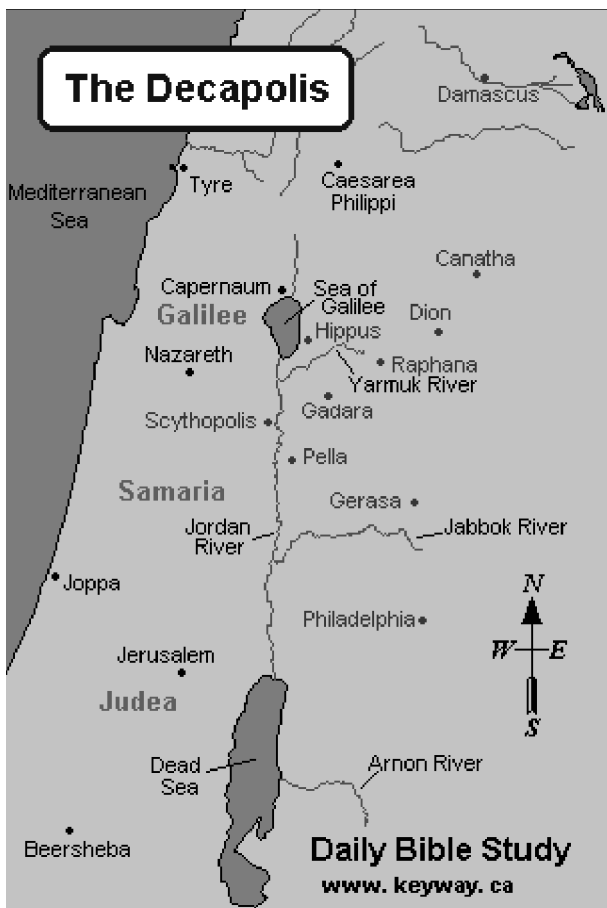 The Decapolis
Damascus
Tyre
Caesarea
Philippi
Mediterranean
Sea
Canatha
Capernaum
Sea of
Galilee
Galilee
Dion
Hippus
Nazareth
Raphana
Yarmuk River
Gadara
Scythopolis
Pella
Samaria
Gerasa
Jordan
River
Jabbok River
Joppa
N
Philadelphia
W E
Jerusalem
Judea
S
Dead
Sea
Arnon River
Beersheba
Daily Bible Study
www. keyway. ca